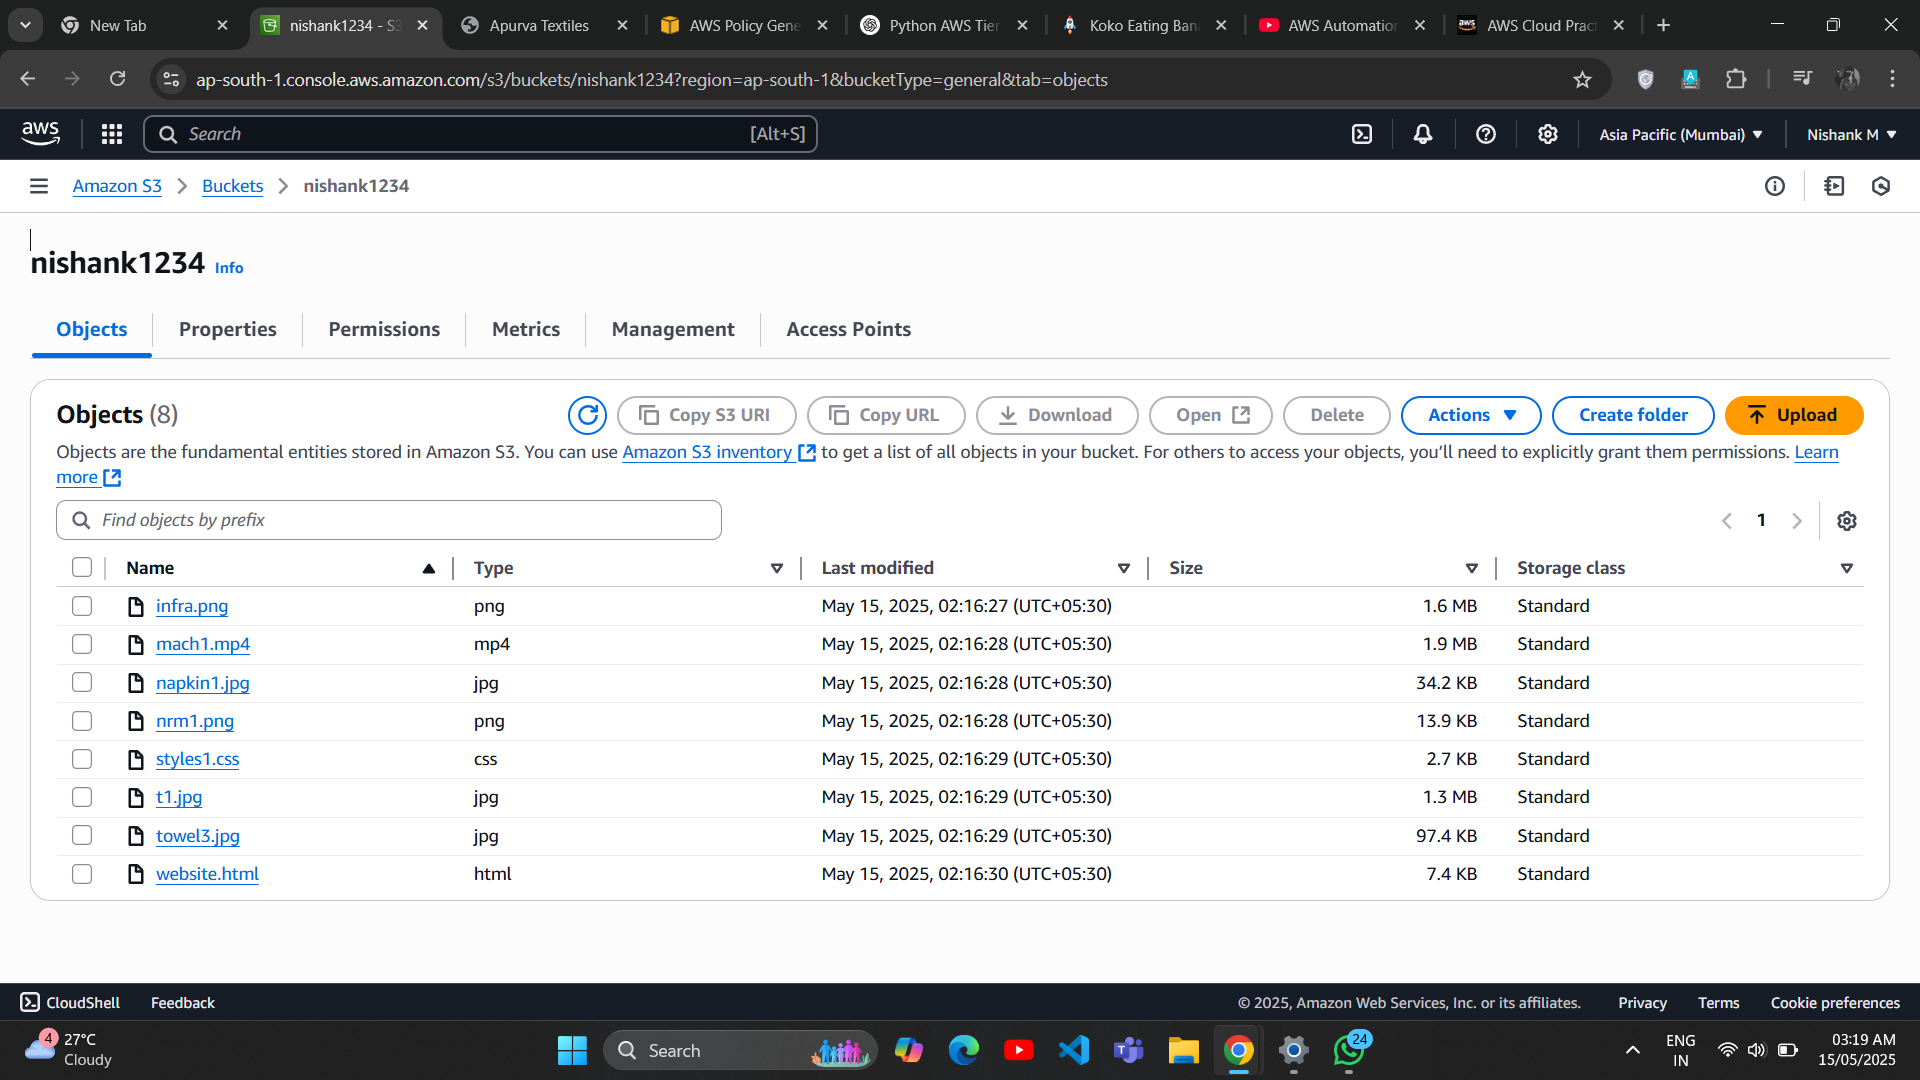 New Tab
nishank1234 - S3
Apurva Textiles
AWS Policy Gene
Python AWS Tier
Koko Eating Bana
AWS Automation
AWS Cloud Pract
ap-south-1.console.aws.amazon.com/s3/buckets/nishank1234?region=ap-south-1&bucketType=general&tab=objects
aws
Search
[Alt+S]
Asia Pacific (Mumbai)
Nishank M
Amazon S3
Buckets
nishank1234
nishank1234 Info
Objects
Properties
Permissions
Metrics
Management
Access Points
Objects (8)
Copy S3 URI
Copy URL
Download
Open
Delete
Actions
Create folder
Upload
Objects are the fundamental entities stored in Amazon S3. You can use Amazon S3 inventory to get a list of all objects in your bucket. For others to access your objects, you’ll need to explicitly grant them permissions. Learn
more
Find objects by prefix
1
Name Type Last modified Size Storage class
infra.png png May 15, 2025, 02:16:27 (UTC+05:30) 1.6 MB Standard
mach1.mp4 mp4 May 15, 2025, 02:16:28 (UTC+05:30) 1.9 MB Standard
napkin1.jpg jpg May 15, 2025, 02:16:28 (UTC+05:30) 34.2 KB Standard
nrm1.png png May 15, 2025, 02:16:28 (UTC+05:30) 13.9 KB Standard
styles1.css css May 15, 2025, 02:16:29 (UTC+05:30) 2.7 KB Standard
t1.jpg jpg May 15, 2025, 02:16:29 (UTC+05:30) 1.3 MB Standard
towel3.jpg jpg May 15, 2025, 02:16:29 (UTC+05:30) 97.4 KB Standard
website.html html May 15, 2025, 02:16:30 (UTC+05:30) 7.4 KB Standard
CloudShell
Feedback
© 2025, Amazon Web Services, Inc. or its affiliates.
Privacy
Terms
Cookie preferences
4
27°C
Cloudy
Search
24
ENG
IN
03:19 AM
15/05/2025